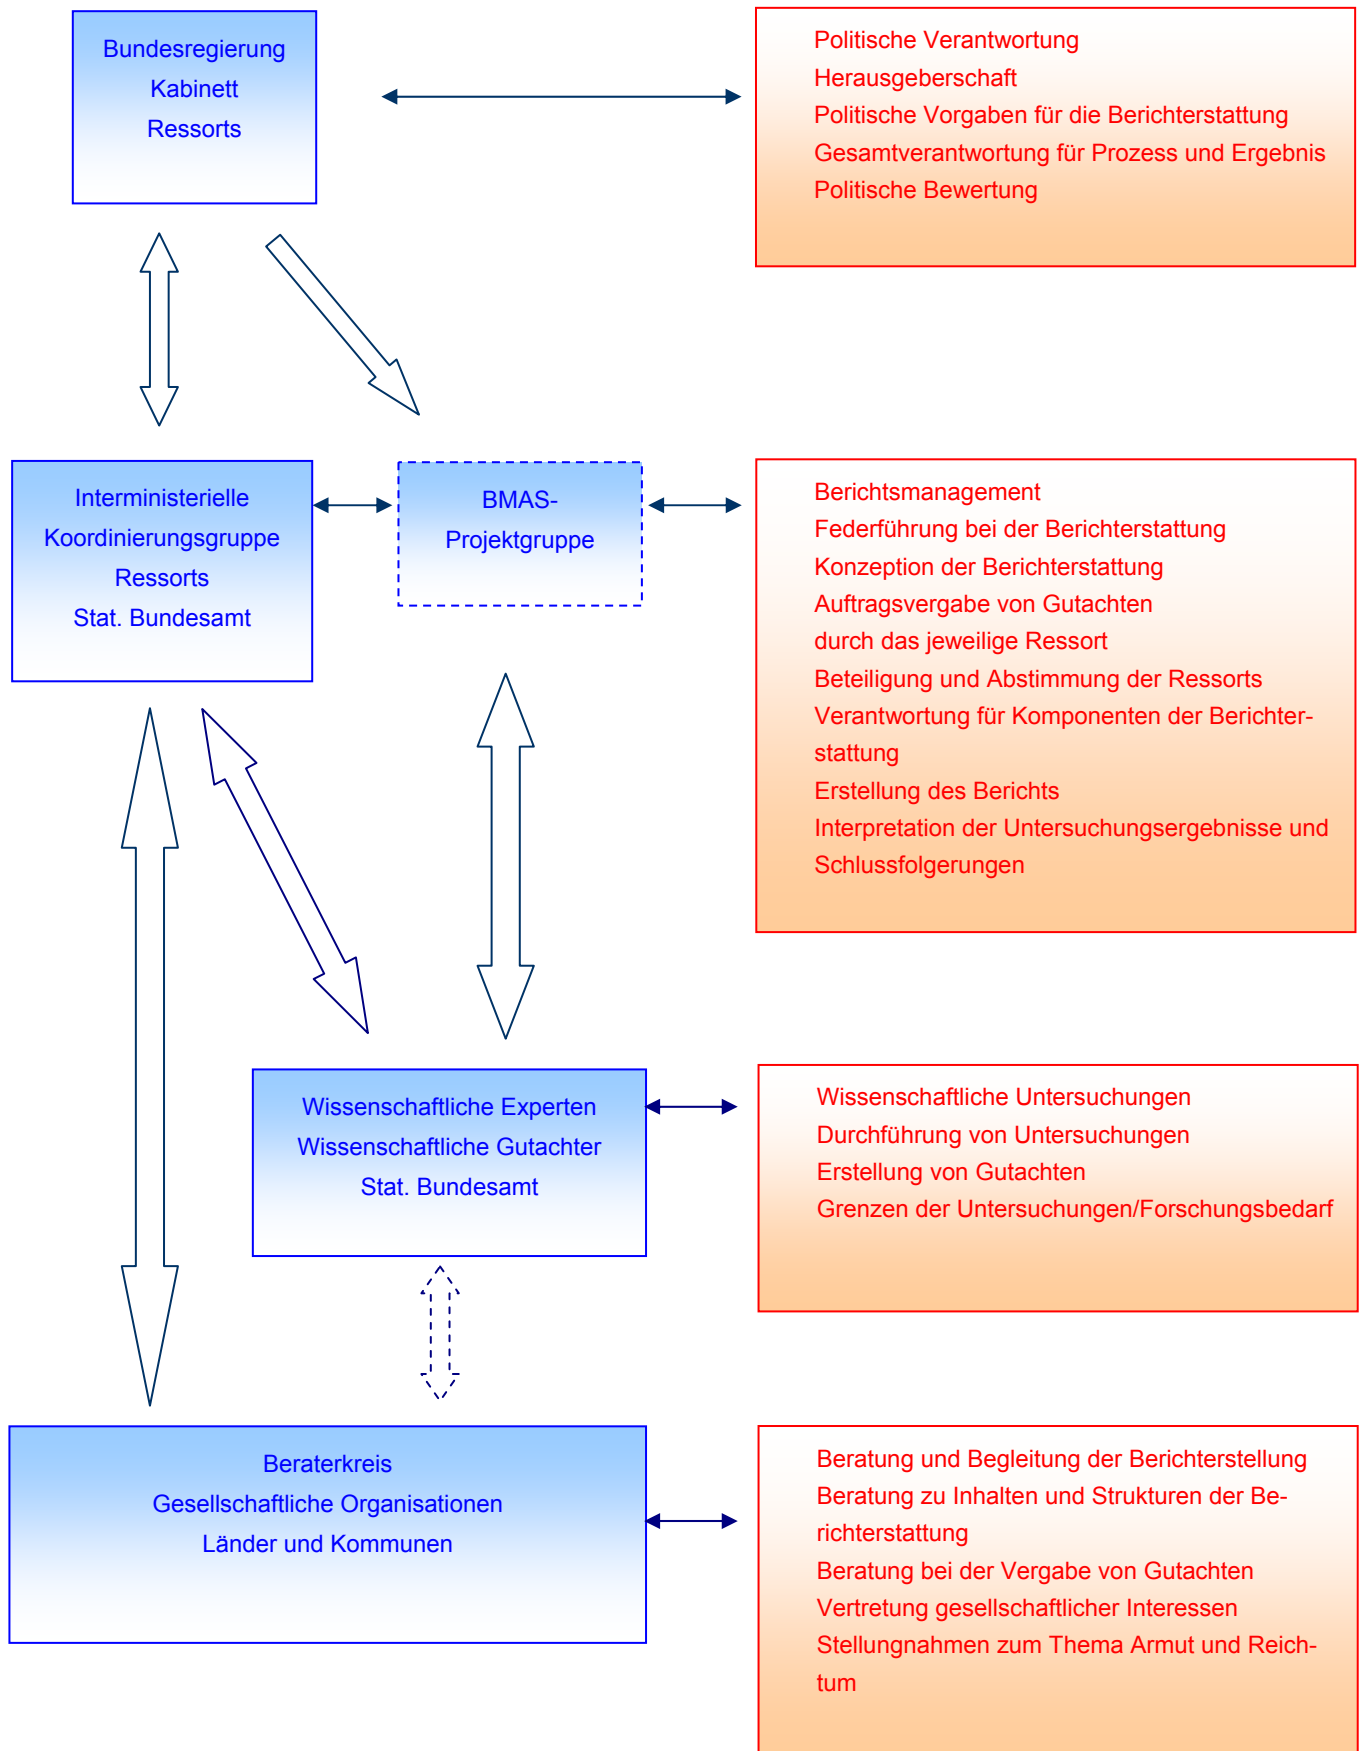 Bundesregierung
Kabinett
Ressorts
Politische Verantwortung
Herausgeberschaft
Politische Vorgaben für die Berichterstattung
Gesamtverantwortung für Prozess und Ergebnis
Politische Bewertung
Interministerielle
Koordinierungsgruppe
Ressorts
Stat. Bundesamt
BMAS-
Projektgruppe
Berichtsmanagement
Federführung bei der Berichterstattung
Konzeption der Berichterstattung
Auftragsvergabe von Gutachten
durch das jeweilige Ressort
Beteiligung und Abstimmung der Ressorts
Verantwortung für Komponenten der Berichter-
stattung
Erstellung des Berichts
Interpretation der Untersuchungsergebnisse und
Schlussfolgerungen
Wissenschaftliche Experten
Wissenschaftliche Gutachter
Stat. Bundesamt
Wissenschaftliche Untersuchungen
Durchführung von Untersuchungen
Erstellung von Gutachten
Grenzen der Untersuchungen/Forschungsbedarf
Beraterkreis
Gesellschaftliche Organisationen
Länder und Kommunen
Beratung und Begleitung der Berichterstellung
Beratung zu Inhalten und Strukturen der Be-
richterstattung
Beratung bei der Vergabe von Gutachten
Vertretung gesellschaftlicher Interessen
Stellungnahmen zum Thema Armut und Reich-
tum